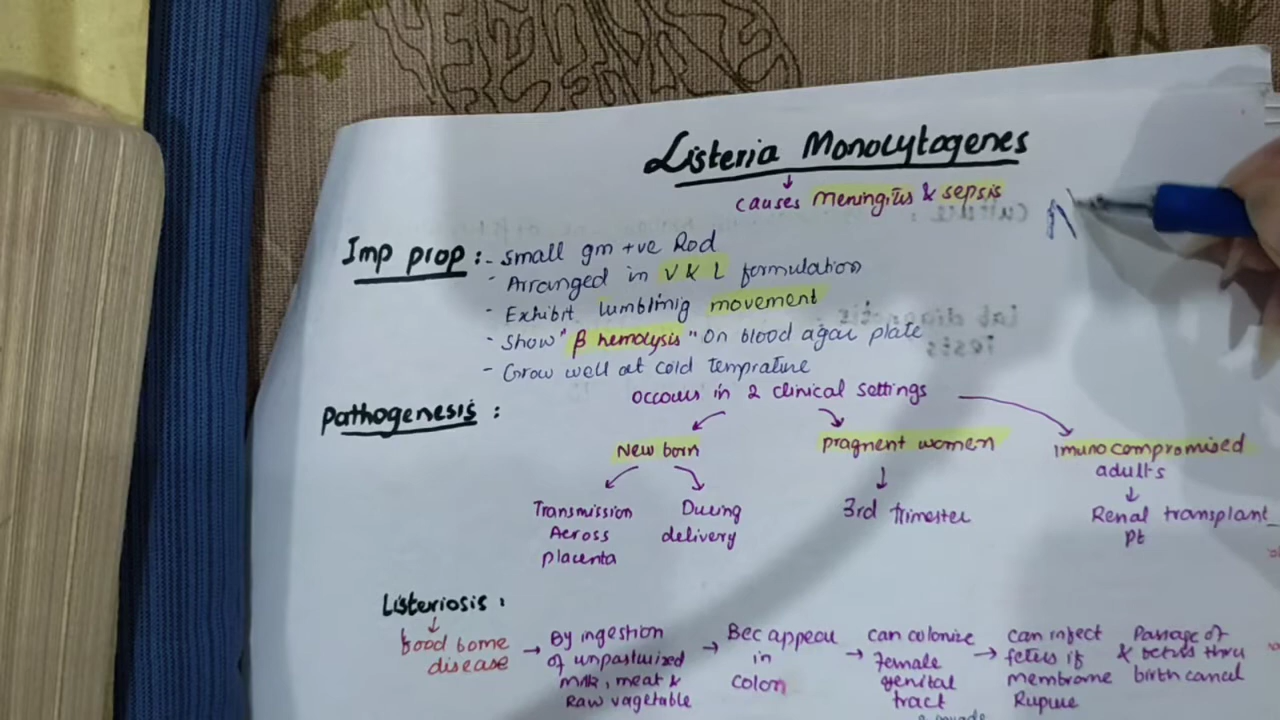 Listeria Monocytogenes
causes meningitis & sepsis
Imp prop :- small gm +ve Rod
- Arranged in V & L formulation
- Exhibit tumbling movement
- Show "β hemolysis" On blood agar plate
- Grow well at cold temprature
Pathogenesis :
occours in 2 clinical settings
New born
Transmission
Across
placenta
During
delivery
pragnent women
3rd trimester
imunocompromised
adults
Renal transplant
pt
Listeriosis :
food borne
disease
By ingestion
of unpasturized
milk, meat &
Raw vagetable
Bec appear
in
colon
can colonize
female
genital
tract
can infect
fetus if
membrane
Rupture
Passage of
& fetus thru
birth canal